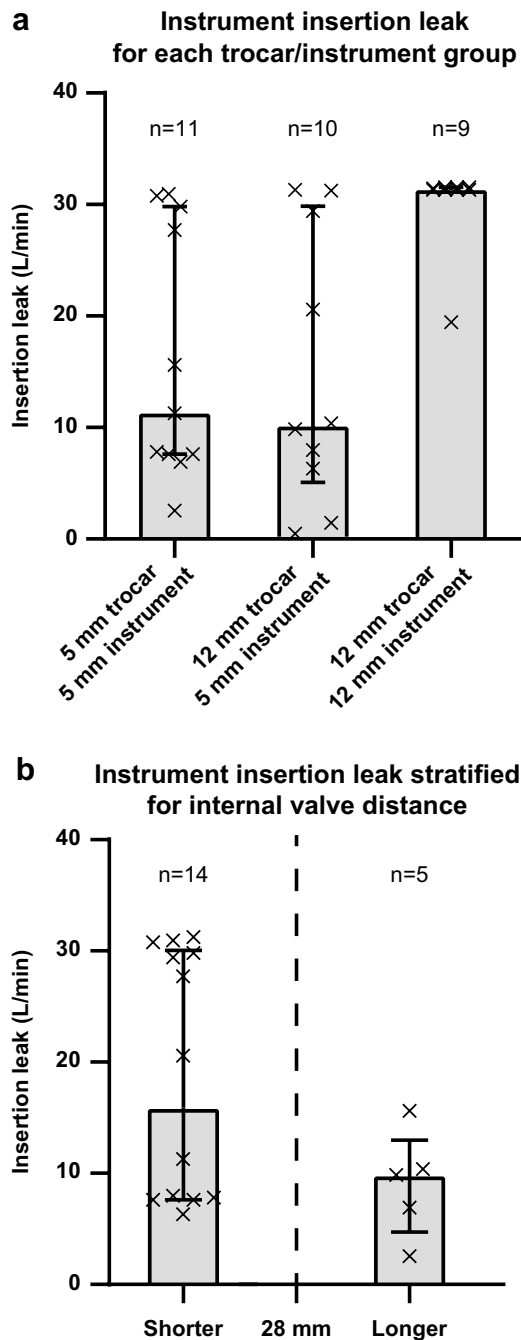 a
Instrument insertion leak
for each trocar/instrument group
40
30
20
10
0
Insertion leak (L/min)
n=11
n=10
n=9
5 mm trocar
5 mm instrument
12 mm trocar
5 mm instrument
12 mm trocar
12 mm instrument
b
Instrument insertion leak stratified
for internal valve distance
40
30
20
10
0
Insertion leak (L/min)
n=14
n=5
Shorter
28 mm
Longer